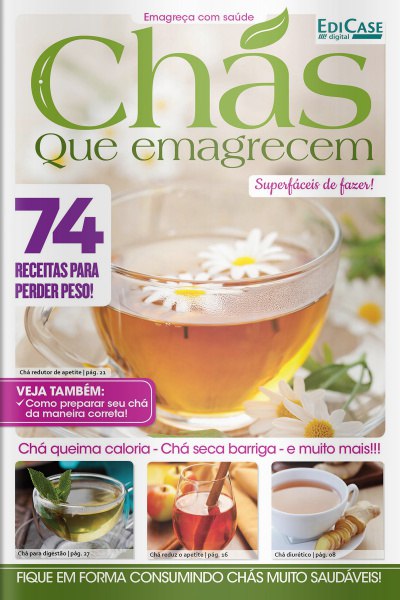 Emagreça com saúde
EDICASE
digital
Chás
Que emagrecem
Superfáceis de fazer!
74
RECEITAS PARA
PERDER PESO!
Chá redutor de apetite | pág. 21
VEJA TAMBÉM:
✓ Como preparar seu chá
da maneira correta!
Chá queima caloria - Chá seca barriga - e muito mais!!!
Chá para digestão | pág. 27
Chá reduz o apetite | pág. 16
Chá diurético | pág. 08
FIQUE EM FORMA CONSUMINDO CHÁS MUITO SAUDÁVEIS!